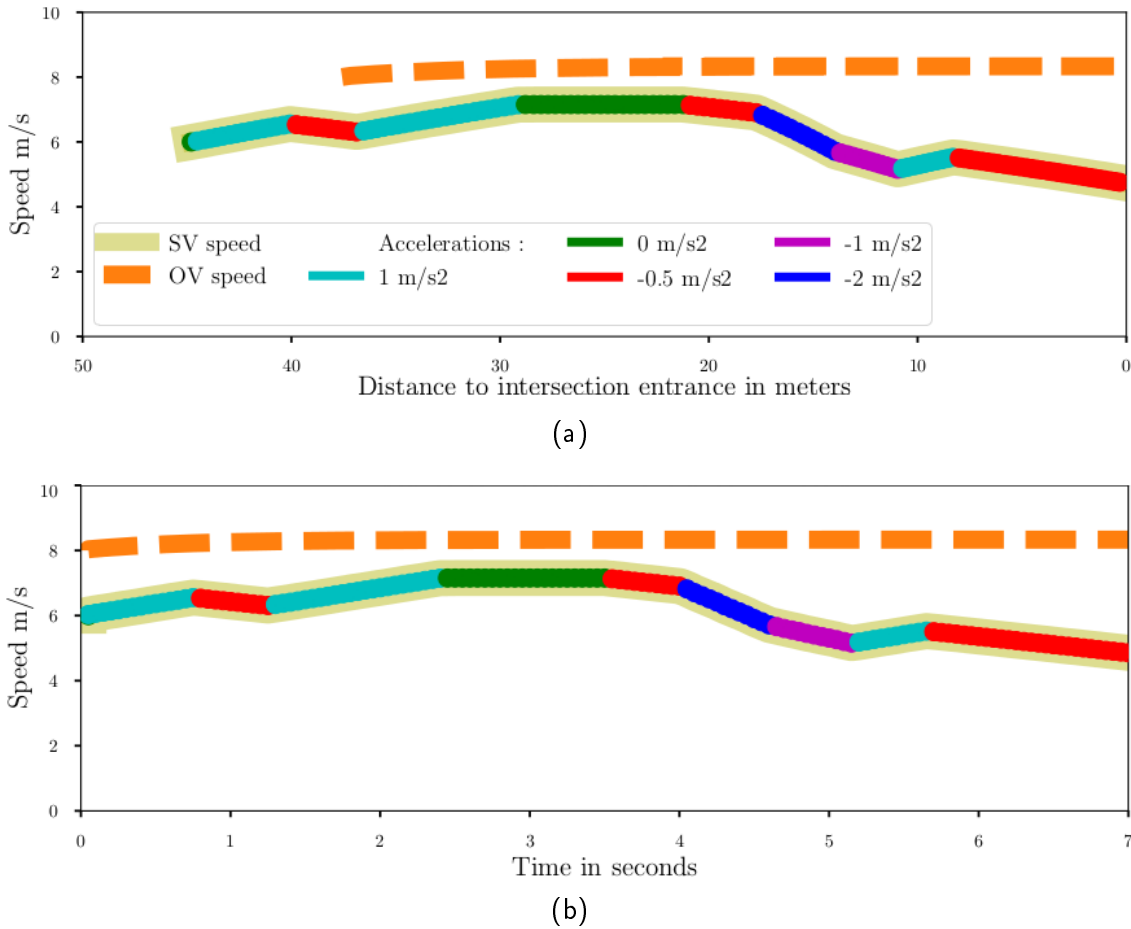 10
8
6
4
2
0
Speed m/s
SV speed
Accelerations :
0 m/s2
-1 m/s2
OV speed
1 m/s2
-0.5 m/s2
-2 m/s2
50 40 30 20 10 0
Distance to intersection entrance in meters
(a)
10
8
6
4
2
0
Speed m/s
0 1 2 3 4 5 6 7
Time in seconds
(b)